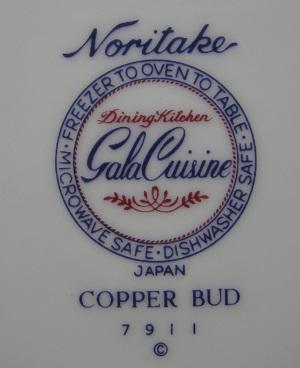 Noritake
· FREEZER TO OVEN TO TABLE ·
Dining Kitchen
Gala Cuisine
MICROWAVE SAFE · DISHWASHER SAFE
JAPAN
COPPER BUD
7911
©